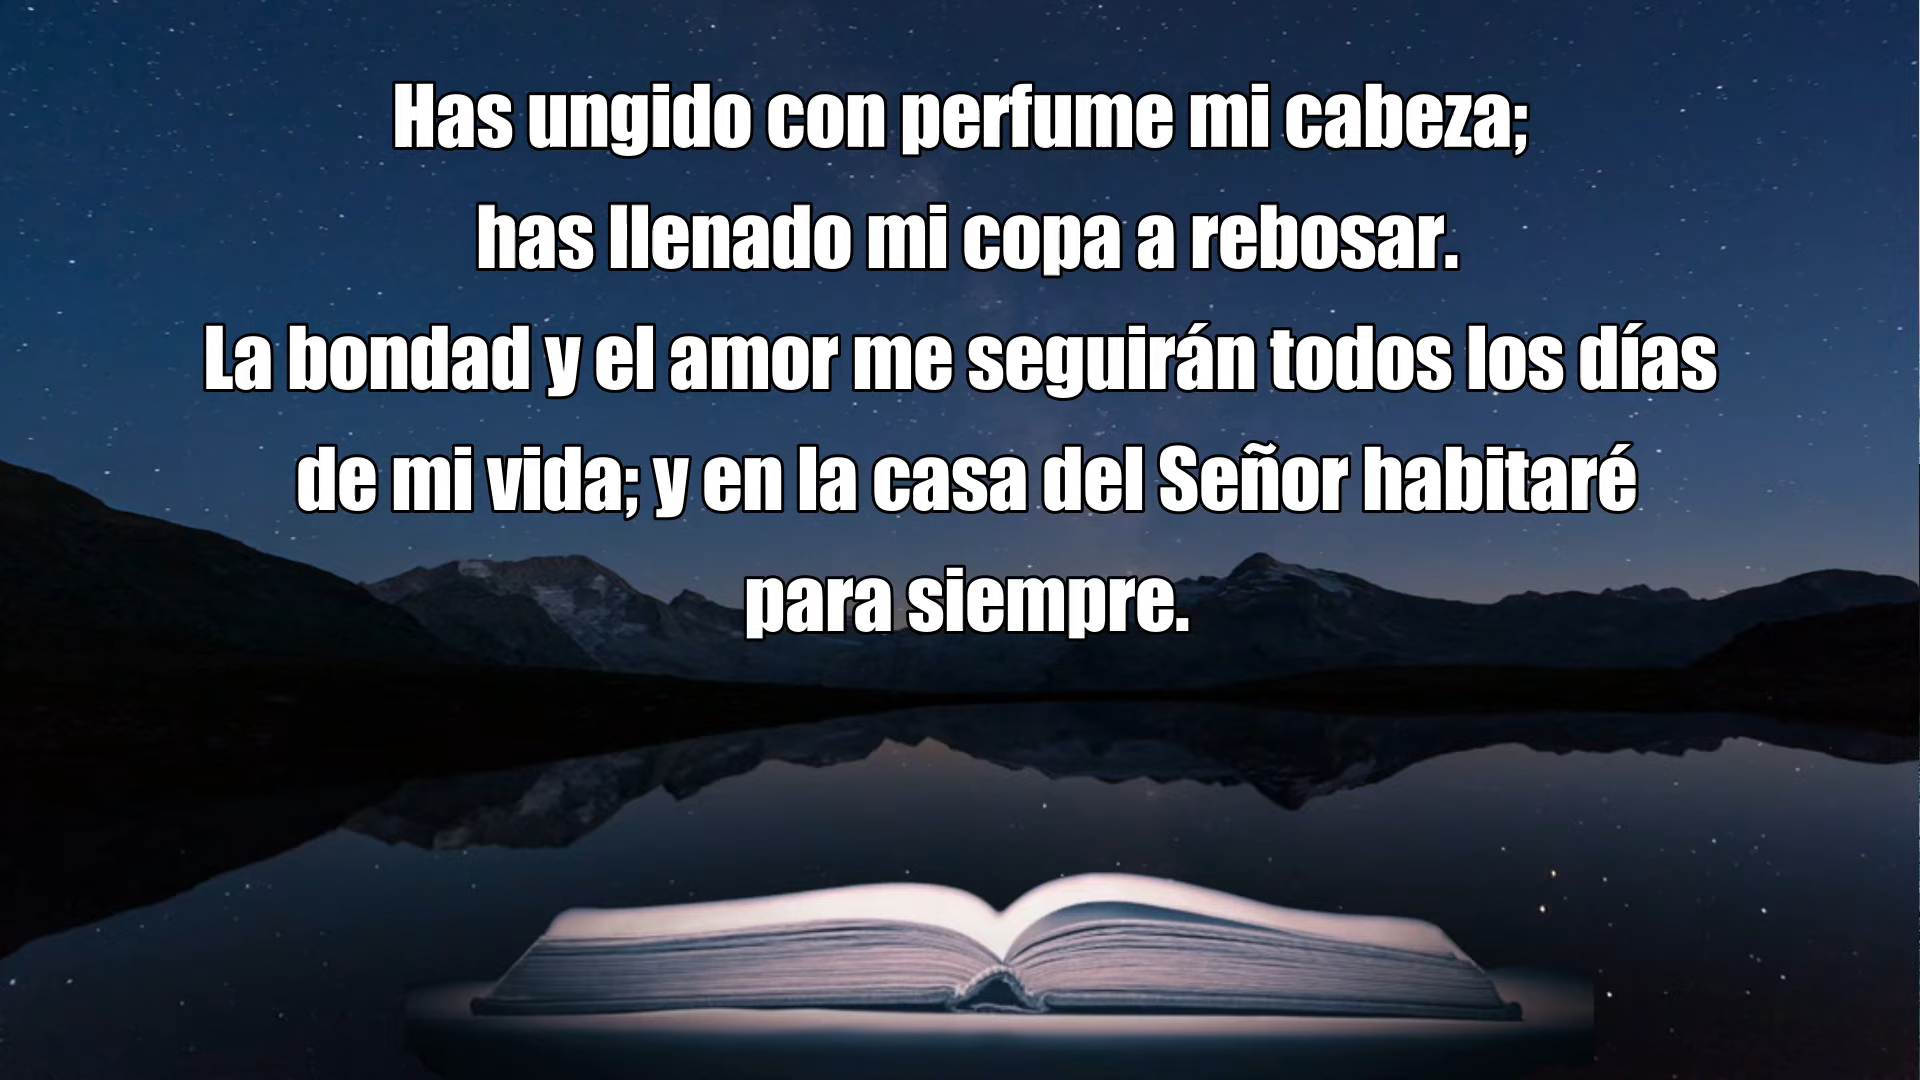 Has ungido con perfume mi cabeza;
has llenado mi copa a rebosar.
La bondad y el amor me seguirán todos los días
de mi vida; y en la casa del Señor habitaré
para siempre.